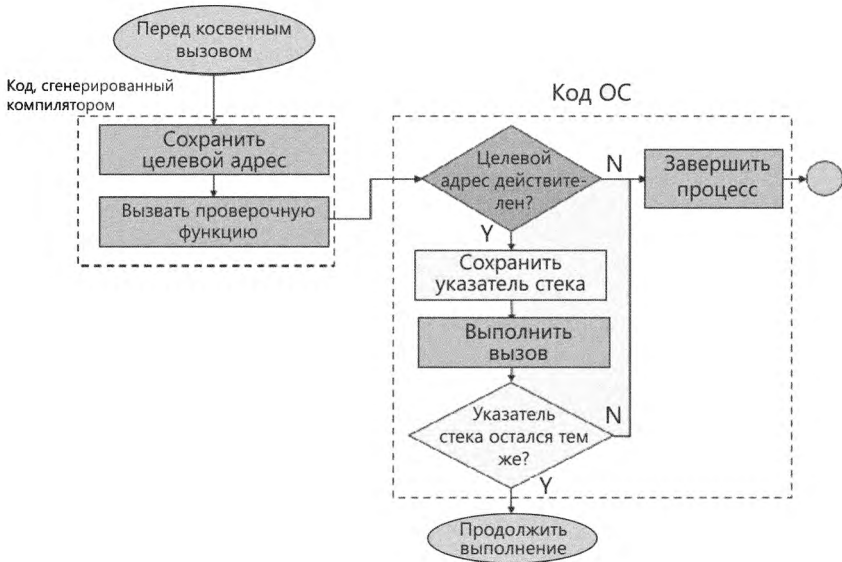 Перед косвенным
вызовом
Код, сгенерированный
компилятором
Сохранить
целевой адрес
Вызвать проверочную
функцию
Код ОС
Целевой
адрес действите-
лен?
N
Завершить
процесс
Y
Сохранить
указатель стека
Выполнить
вызов
Указатель
стека остался тем
же?
N
Y
Продолжить
выполнение